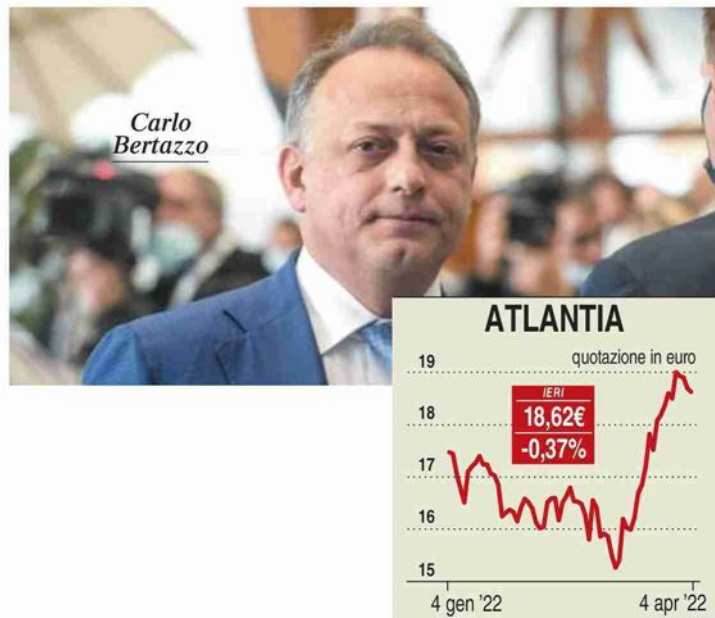 Carlo
Bertazzo
ATLANTIA
quotazione in euro
19
IERI
18,62€
-0,37%
18
17
16
15
4 gen '22
4 apr '22